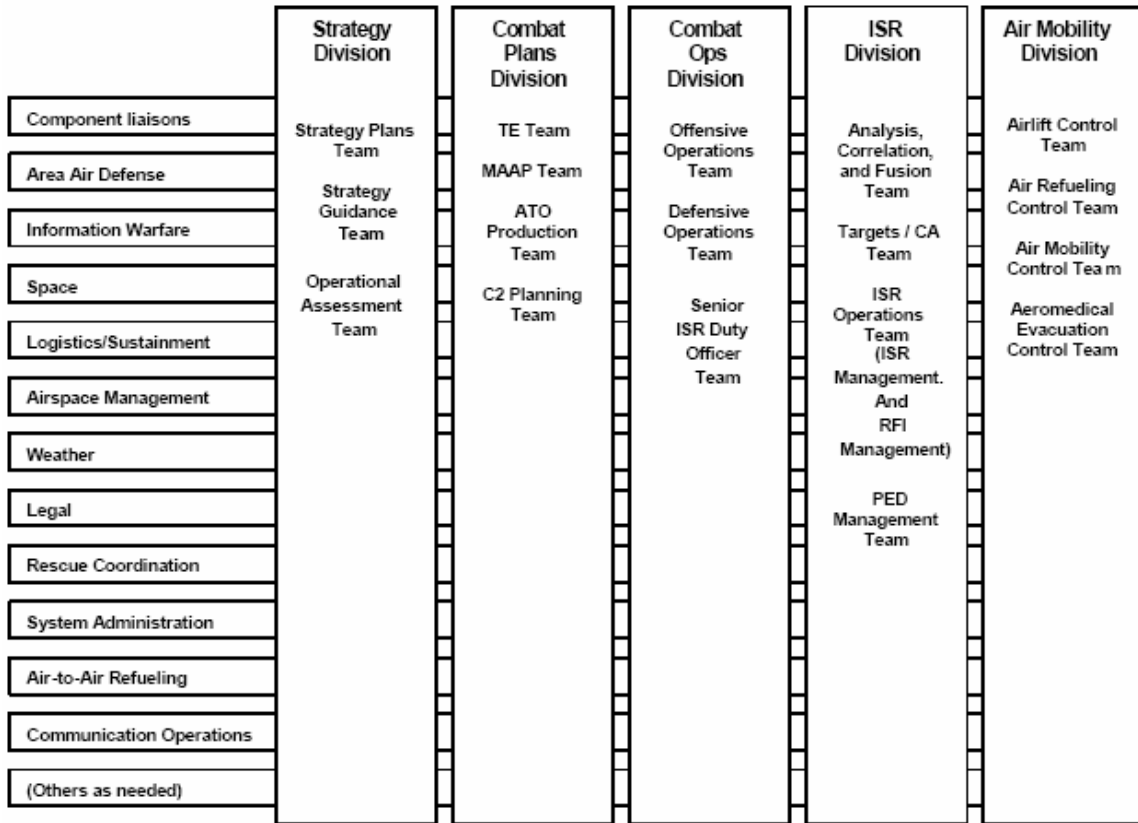 Strategy
Division
Combat
Plans
Division
Combat
Ops
Division
ISR
Division
Air Mobility
Division
Component liaisons
Area Air Defense
Information Warfare
Space
Logistics/Sustainment
Airspace Management
Weather
Legal
Rescue Coordination
System Administration
Air-to-Air Refueling
Communication Operations
(Others as needed)
Strategy Plans
Team
Strategy
Guidance
Team
Operational
Assessment
Team
TE Team
MAAP Team
ATO
Production
Team
C2 Planning
Team
Offensive
Operations
Team
Defensive
Operations
Team
Senior
ISR Duty
Officer
Team
Analysis,
Correlation,
and Fusion
Team
Targets / CA
Team
ISR
Operations
Team
(ISR
Management.
And
RFI
Management)
PED
Management
Team
Airlift Control
Team
Air Refueling
Control Team
Air Mobility
Control Team
Aeromedical
Evacuation
Control Team